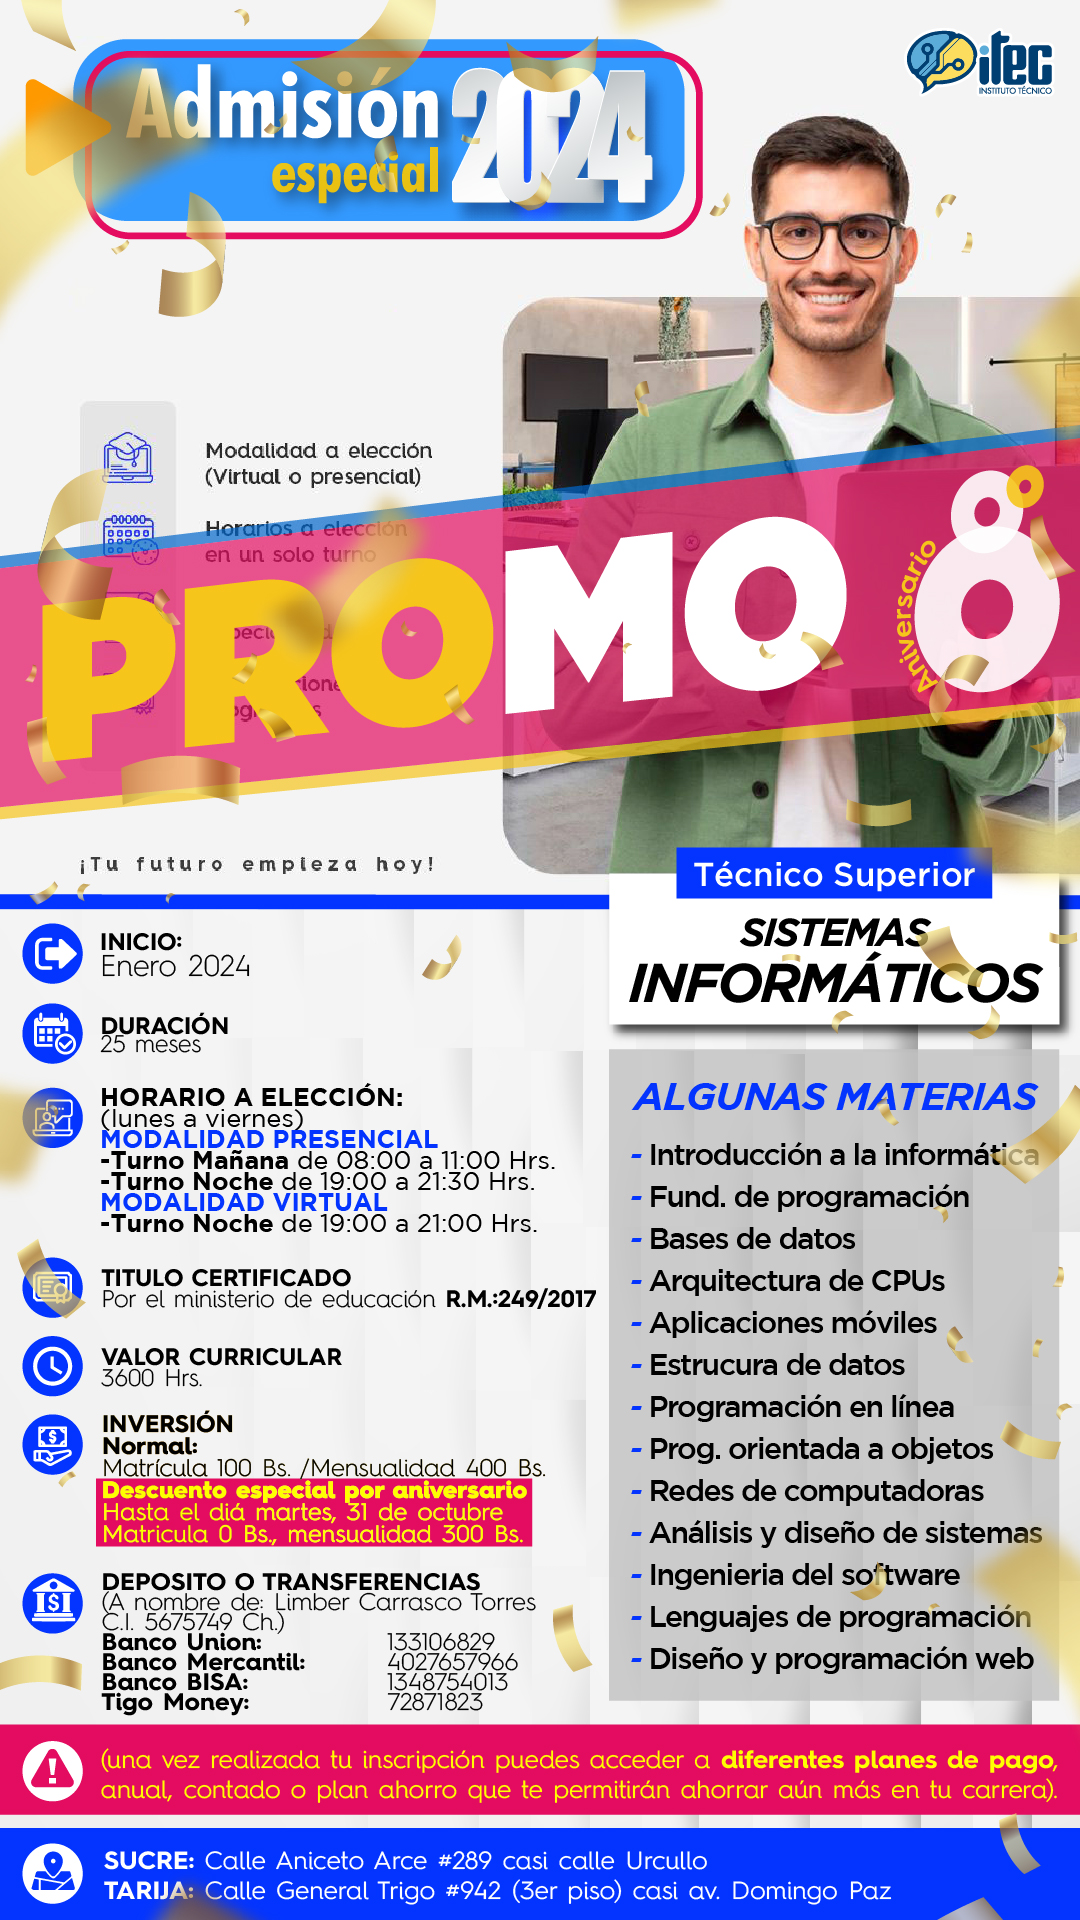 Admisión
especial
2024
iTEC
INSTITUTO TÉCNICO
Modalidad a elección
(Virtual o presencial)
Horarios a elección
en un solo turno
PROMO
8°
Aniversario
¡Tu futuro empieza hoy!
Técnico Superior
SISTEMAS
INFORMÁTICOS
INICIO:
Enero 2024
DURACIÓN
25 meses
HORARIO A ELECCIÓN:
(lunes a viernes)
MODALIDAD PRESENCIAL
-Turno Mañana de 08:00 a 11:00 Hrs.
-Turno Noche de 19:00 a 21:30 Hrs.
MODALIDAD VIRTUAL
-Turno Noche de 19:00 a 21:00 Hrs.
TITULO CERTIFICADO
Por el ministerio de educación R.M.:249/2017
VALOR CURRICULAR
3600 Hrs.
INVERSIÓN
Normal:
Matrícula 100 Bs. /Mensualidad 400 Bs.
Descuento especial por aniversario
Hasta el diá martes, 31 de octubre
Matricula 0 Bs., mensualidad 300 Bs.
DEPOSITO O TRANSFERENCIAS
(A nombre de: Limber Carrasco Torres
C.I. 5675749 Ch.)
Banco Union: 133106829
Banco Mercantil: 4027657966
Banco BISA: 1348754013
Tigo Money: 72871823
ALGUNAS MATERIAS
- Introducción a la informática
- Fund. de programación
- Bases de datos
- Arquitectura de CPUs
- Aplicaciones móviles
- Estrucura de datos
- Programación en línea
- Prog. orientada a objetos
- Redes de computadoras
- Análisis y diseño de sistemas
- Ingenieria del software
- Lenguajes de programación
- Diseño y programación web
(una vez realizada tu inscripción puedes acceder a diferentes planes de pago,
anual, contado o plan ahorro que te permitirán ahorrar aún más en tu carrera).
SUCRE: Calle Aniceto Arce #289 casi calle Urcullo
TARIJA: Calle General Trigo #942 (3er piso) casi av. Domingo Paz